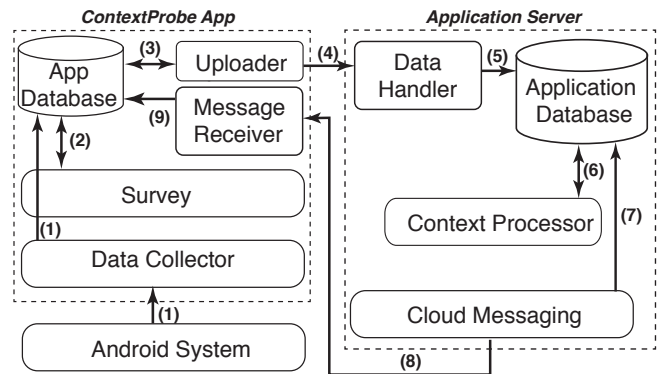 ContextProbe App
Application Server
App
Database
(3)
Uploader
(4)
Data
Handler
(5)
Application
Database
(9)
Message
Receiver
(2)
Survey
(6)
Context Processor
(7)
(1)
Data Collector
(1)
Cloud Messaging
Android System
(8)